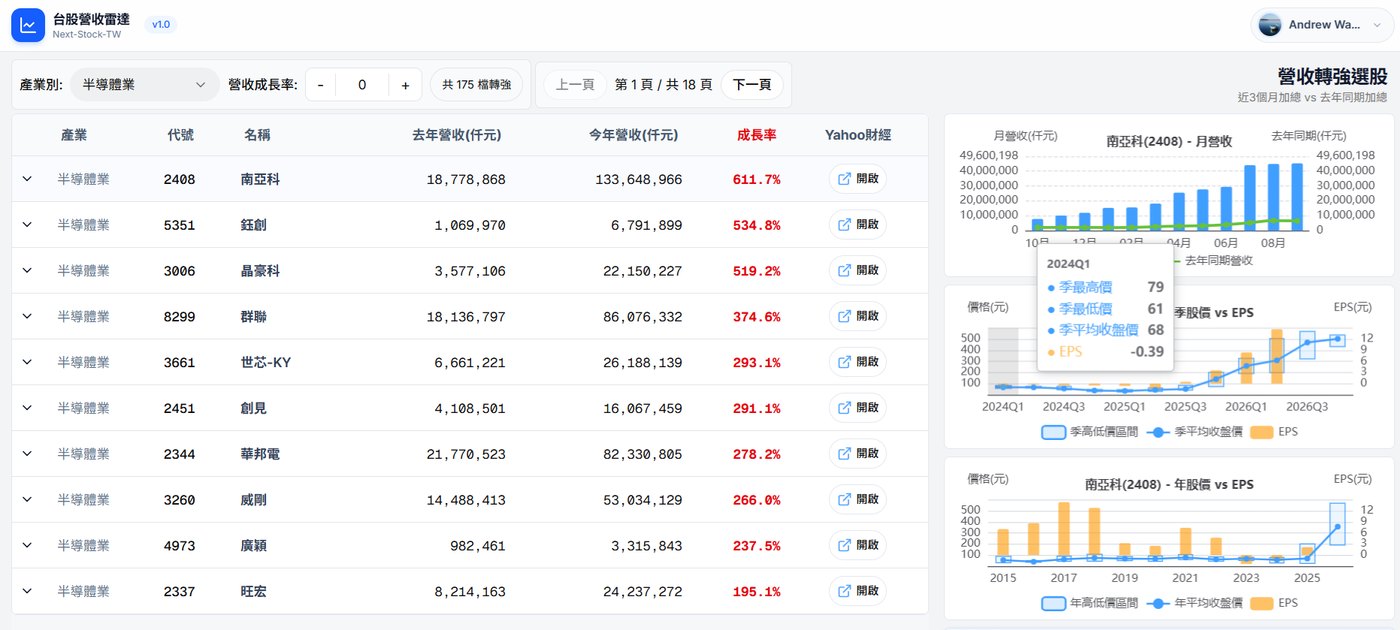 台股營收雷達
Next-Stock-TW
v1.0
Andrew Wa...
產業別: 半導體業 營收成長率: - 0 + 共 175 檔轉強 上一頁 第 1 頁 / 共 18 頁 下一頁
營收轉強選股
近3個月加總 vs 去年同期加總
產業 代號 名稱 去年營收(仟元) 今年營收(仟元) 成長率 Yahoo財經
半導體業 2408 南亞科 18,778,868 133,648,966 611.7% 開啟
半導體業 5351 鈺創 1,069,970 6,791,899 534.8% 開啟
半導體業 3006 晶豪科 3,577,106 22,150,227 519.2% 開啟
半導體業 8299 群聯 18,136,797 86,076,332 374.6% 開啟
半導體業 3661 世芯-KY 6,661,221 26,188,139 293.1% 開啟
半導體業 2451 創見 4,108,501 16,067,459 291.1% 開啟
半導體業 2344 華邦電 21,770,523 82,330,805 278.2% 開啟
半導體業 3260 威剛 14,488,413 53,034,129 266.0% 開啟
半導體業 4973 廣穎 982,461 3,315,843 237.5% 開啟
半導體業 2337 旺宏 8,214,163 24,237,272 195.1% 開啟
月營收(仟元) 南亞科(2408) - 月營收 去年同期(仟元)
49,600,198 49,600,198
40,000,000 40,000,000
30,000,000 30,000,000
20,000,000 20,000,000
10,000,000 10,000,000
0 0
10月 12月 02月 04月 06月 08月
去年同期營收
2024Q1
季最高價 79
季最低價 61
季平均收盤價 68
EPS -0.39
價格(元) 季股價 vs EPS EPS(元)
500 12
400 9
300 6
200 3
100 0
2024Q1 2024Q3 2025Q1 2025Q3 2026Q1 2026Q3
季高低價區間 季平均收盤價 EPS
價格(元) 南亞科(2408) - 年股價 vs EPS EPS(元)
500 12
400 9
300 6
200 3
100 0
2015 2017 2019 2021 2023 2025
年高低價區間 年平均收盤價 EPS